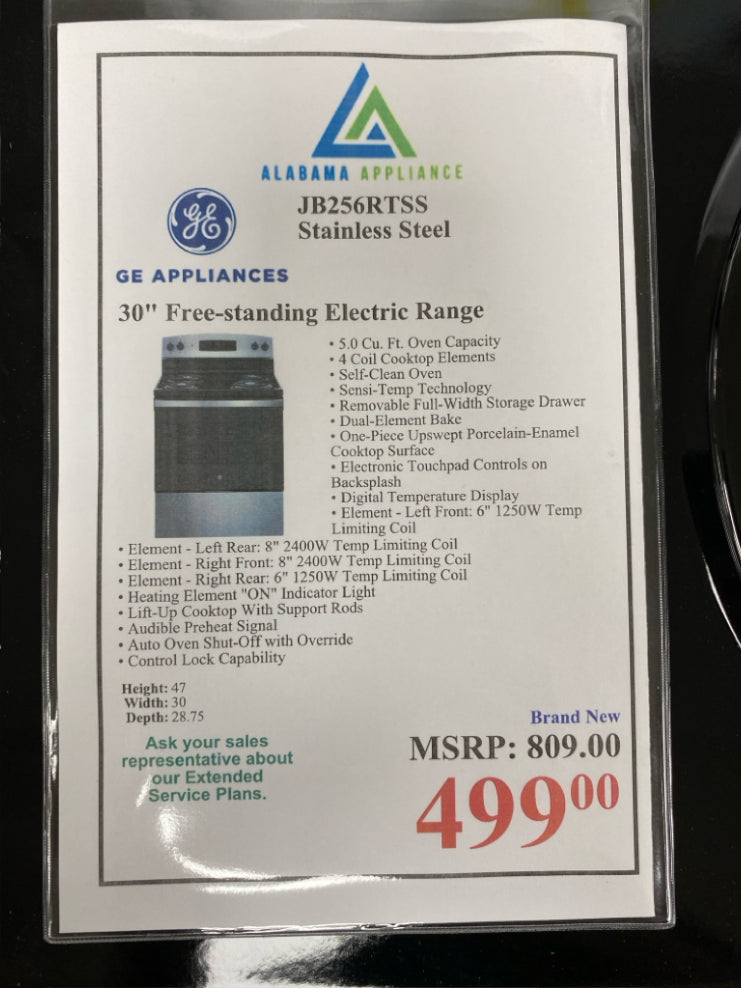 ALABAMA APPLIANCE
GE
JB256RTSS
Stainless Steel
GE APPLIANCES
30" Free-standing Electric Range
• 5.0 Cu. Ft. Oven Capacity
• 4 Coil Cooktop Elements
• Self-Clean Oven
• Sensi-Temp Technology
• Removable Full-Width Storage Drawer
• Dual-Element Bake
• One-Piece Upswept Porcelain-Enamel
Cooktop Surface
• Electronic Touchpad Controls on
Backsplash
• Digital Temperature Display
• Element - Left Front: 6" 1250W Temp
Limiting Coil
• Element - Left Rear: 8" 2400W Temp Limiting Coil
• Element - Right Front: 8" 2400W Temp Limiting Coil
• Element - Right Rear: 6" 1250W Temp Limiting Coil
• Heating Element "ON" Indicator Light
• Lift-Up Cooktop With Support Rods
• Audible Preheat Signal
• Auto Oven Shut-Off with Override
• Control Lock Capability
Height: 47
Width: 30
Depth: 28.75
Ask your sales
representative about
our Extended
Service Plans.
Brand New
MSRP: 809.00
499⁰⁰